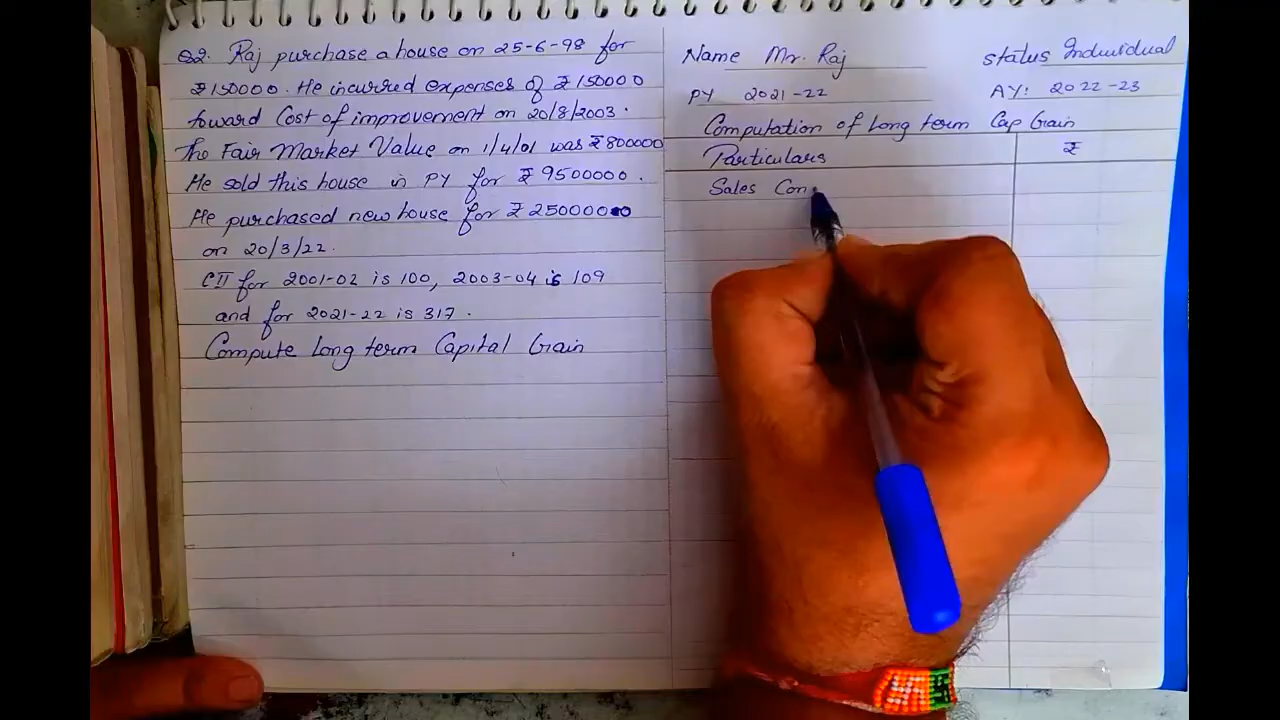 Q2. Raj purchase a house on 25-6-98 for
₹150000. He incurred expenses of ₹150000
toward Cost of improvement on 20/8/2003.
The Fair Market Value on 1/4/01 was ₹800000
He sold this house in PY for ₹9500000.
He purchased new house for ₹2500000
on 20/3/22.
CII for 2001-02 is 100, 2003-04 is 109
and for 2021-22 is 317.
Compute Long term Capital Gain
Name Mr. Raj status Individual
PY 2021-22 AY: 2022-23
Computation of Long term Cap Gain
Particulars ₹
Sales Con